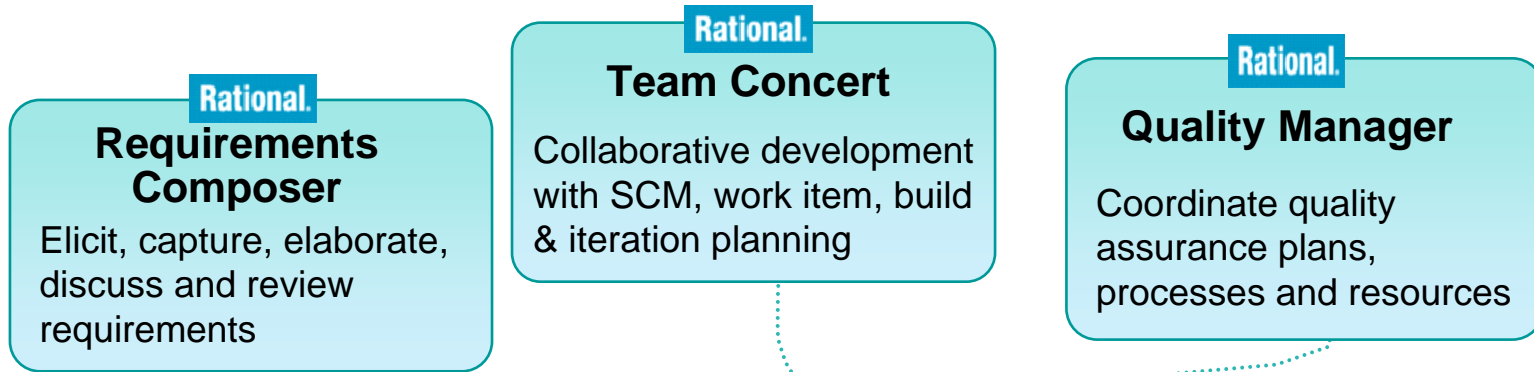 Rational.
Requirements
Composer
Elicit, capture, elaborate,
discuss and review
requirements
Rational.
Team Concert
Collaborative development
with SCM, work item, build
& iteration planning
Rational.
Quality Manager
Coordinate quality
assurance plans,
processes and resources